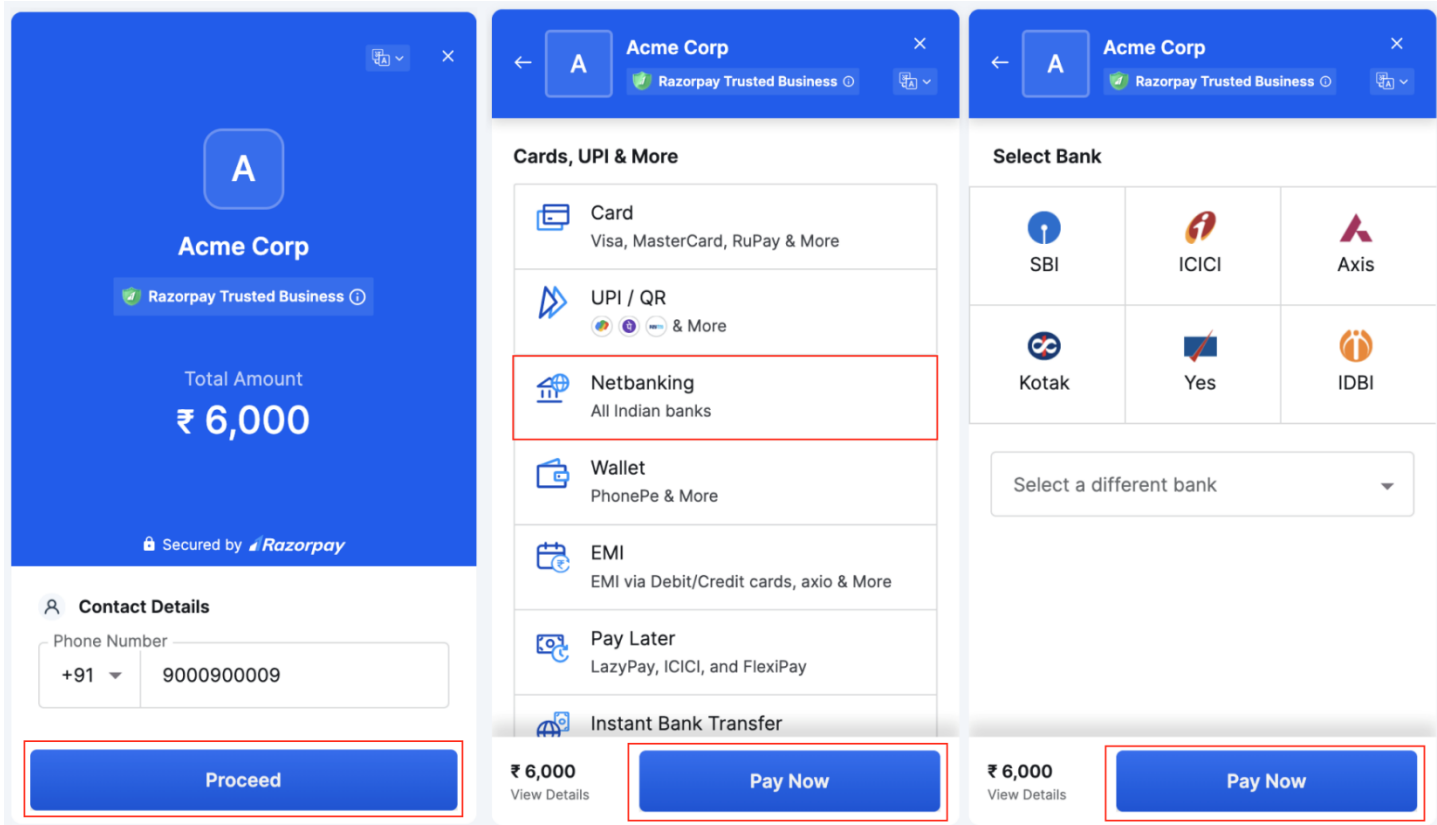 A
Acme Corp
Razorpay Trusted Business
Total Amount
₹ 6,000
Secured by Razorpay
Contact Details
Phone Number
+91 9000900009
Proceed
A
Acme Corp
Razorpay Trusted Business
Cards, UPI & More
Card
Visa, MasterCard, RuPay & More
UPI / QR
& More
Netbanking
All Indian banks
Wallet
PhonePe & More
EMI
EMI via Debit/Credit cards, axio & More
Pay Later
LazyPay, ICICI, and FlexiPay
Instant Bank Transfer
₹ 6,000
View Details
Pay Now
A
Acme Corp
Razorpay Trusted Business
Select Bank
SBI ICICI Axis
Kotak Yes IDBI
Select a different bank
₹ 6,000
View Details
Pay Now